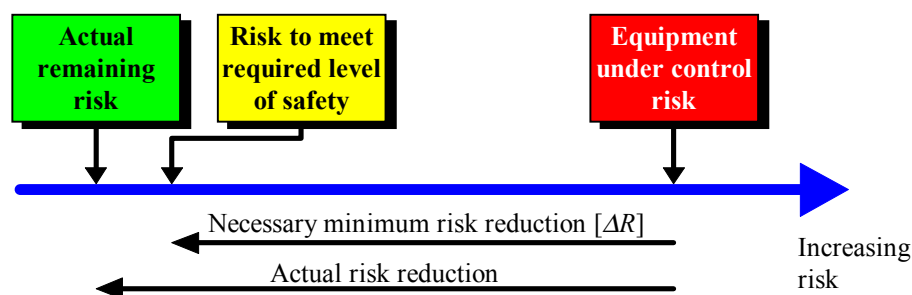 Actual
remaining
risk
Risk to meet
required level
of safety
Equipment
under control
risk
Necessary minimum risk reduction [ΔR]
Actual risk reduction
Increasing
risk